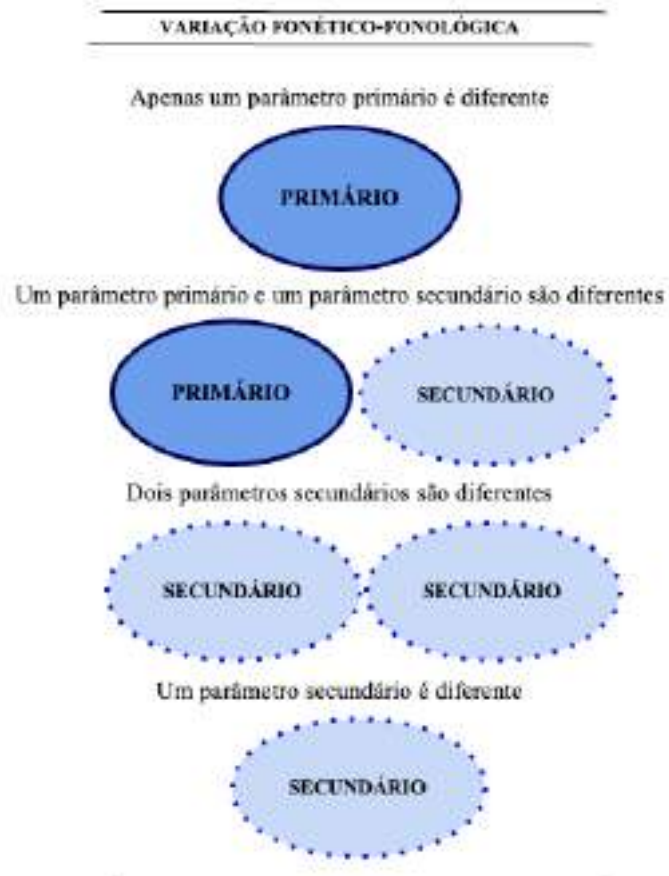 VARIAÇÃO FONÉTICO-FONOLÓGICA
Apenas um parâmetro primário é diferente
PRIMÁRIO
Um parâmetro primário e um parâmetro secundário são diferentes
PRIMÁRIO SECUNDÁRIO
Dois parâmetros secundários são diferentes
SECUNDÁRIO SECUNDÁRIO
Um parâmetro secundário é diferente
SECUNDÁRIO